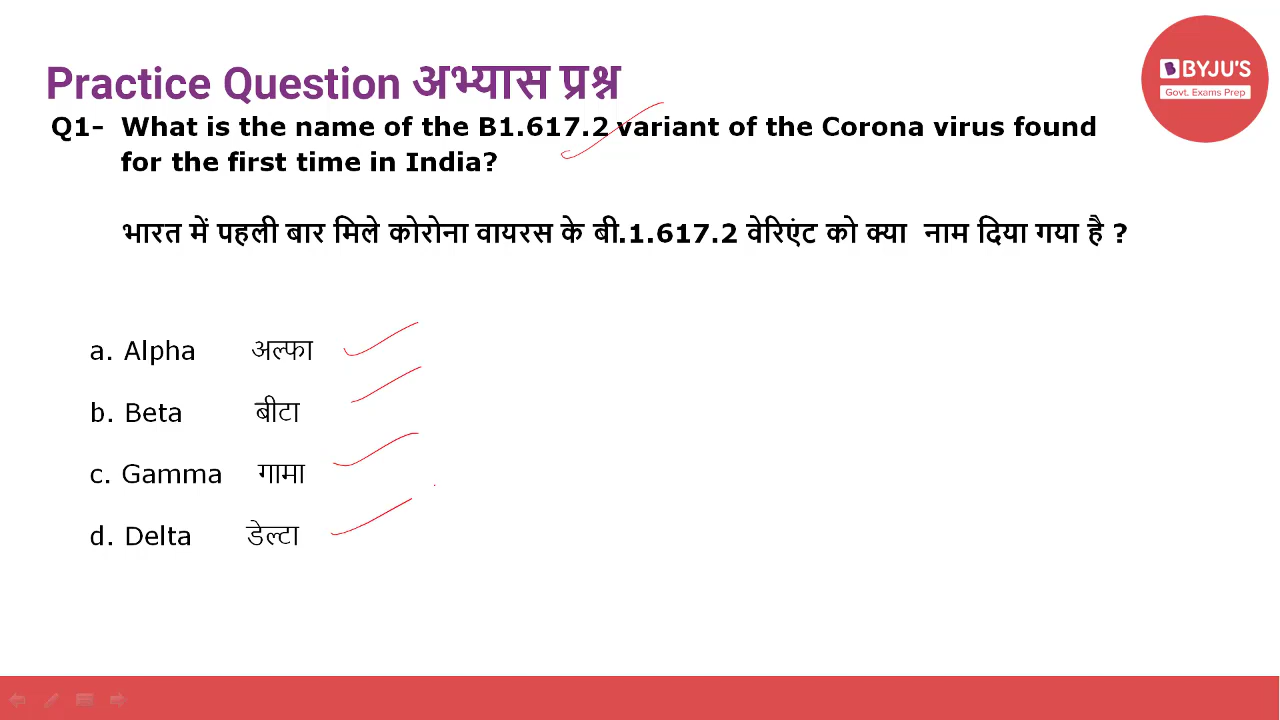 Practice Question अभ्यास प्रश्न
BYJU'S
Govt. Exams Prep
Q1- What is the name of the B1.617.2 variant of the Corona virus found
for the first time in India?
भारत में पहली बार मिले कोरोना वायरस के बी.1.617.2 वेरिएंट को क्या नाम दिया गया है ?
a. Alpha अल्फा
b. Beta बीटा
c. Gamma गामा
d. Delta डेल्टा